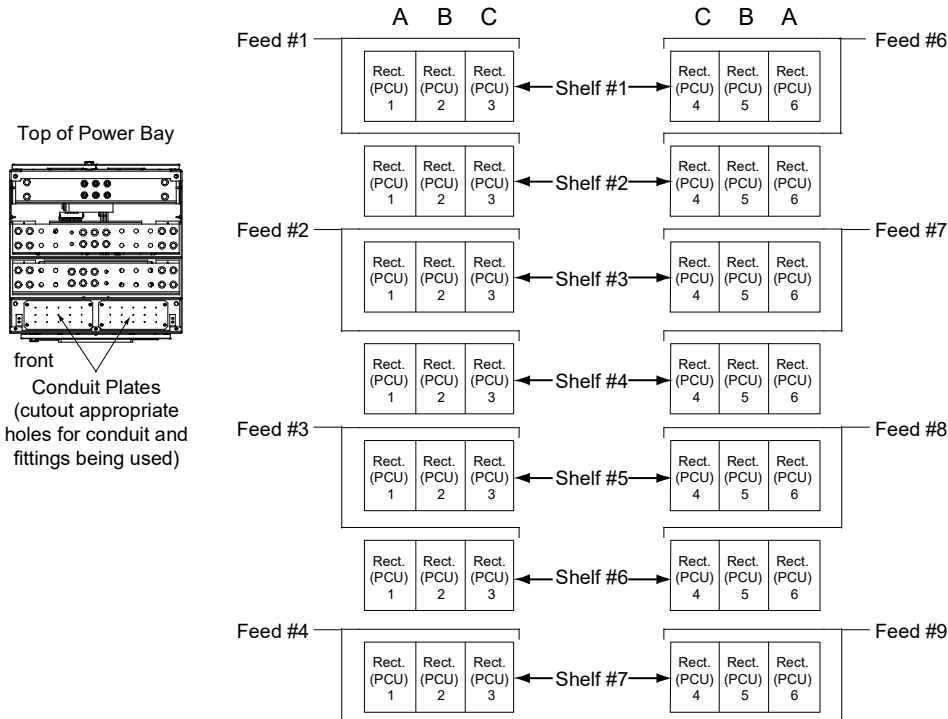 A B C
C B A
Feed #1
Feed #6
Rect. (PCU) 1
Rect. (PCU) 2
Rect. (PCU) 3
Shelf #1
Rect. (PCU) 4
Rect. (PCU) 5
Rect. (PCU) 6
Top of Power Bay
Rect. (PCU) 1
Rect. (PCU) 2
Rect. (PCU) 3
Shelf #2
Rect. (PCU) 4
Rect. (PCU) 5
Rect. (PCU) 6
Feed #2
Feed #7
Rect. (PCU) 1
Rect. (PCU) 2
Rect. (PCU) 3
Shelf #3
Rect. (PCU) 4
Rect. (PCU) 5
Rect. (PCU) 6
front
Conduit Plates
(cutout appropriate
holes for conduit and
fittings being used)
Rect. (PCU) 1
Rect. (PCU) 2
Rect. (PCU) 3
Shelf #4
Rect. (PCU) 4
Rect. (PCU) 5
Rect. (PCU) 6
Feed #3
Feed #8
Rect. (PCU) 1
Rect. (PCU) 2
Rect. (PCU) 3
Shelf #5
Rect. (PCU) 4
Rect. (PCU) 5
Rect. (PCU) 6
Rect. (PCU) 1
Rect. (PCU) 2
Rect. (PCU) 3
Shelf #6
Rect. (PCU) 4
Rect. (PCU) 5
Rect. (PCU) 6
Feed #4
Feed #9
Rect. (PCU) 1
Rect. (PCU) 2
Rect. (PCU) 3
Shelf #7
Rect. (PCU) 4
Rect. (PCU) 5
Rect. (PCU) 6